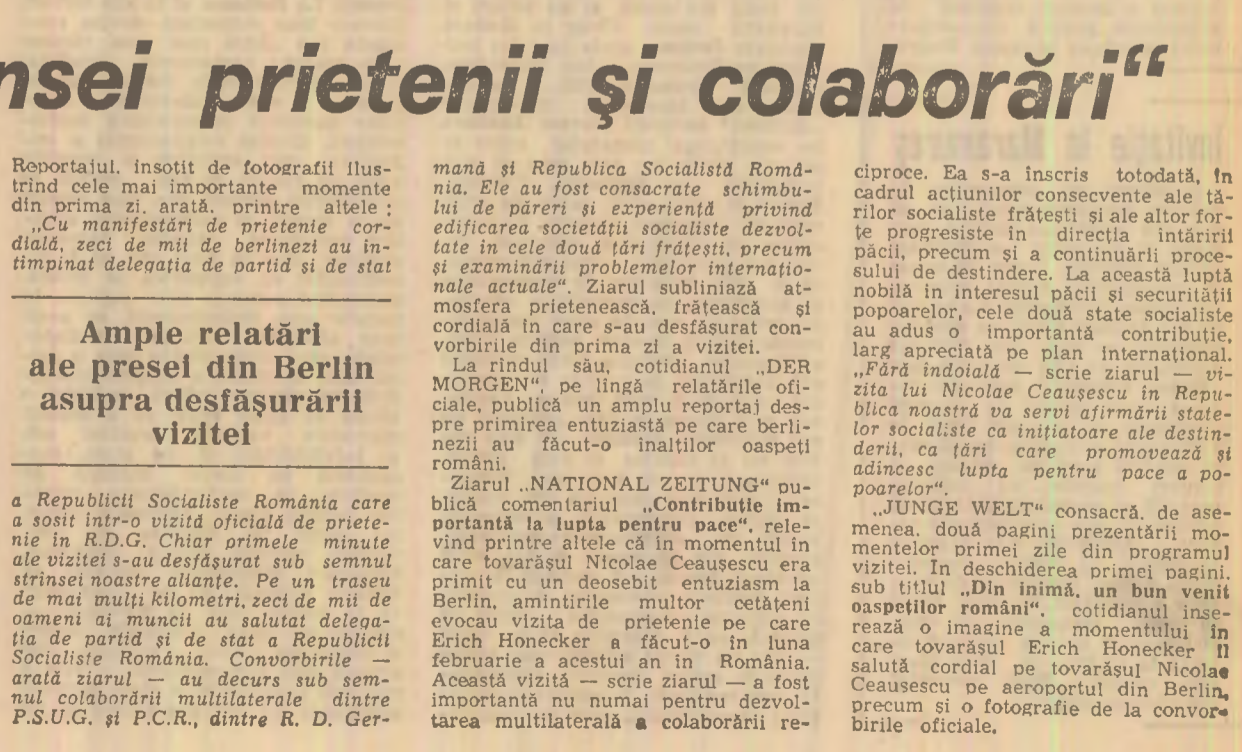 nsei prietenii şi colaborări“
Reportajul, însoţit de fotografii ilus-
trînd cele mai importante momente
din prima zi, arată, printre altele :
„Cu manifestări de prietenie cor-
dială, zeci de mii de berlinezi au în-
timpinat delegaţia de partid şi de stat
Ample relatări
ale presei din Berlin
asupra desfăşurării
vizitei
a Republicii Socialiste România care
a sosit într-o vizită oficială de priete-
nie în R.D.G. Chiar primele minute
ale vizitei s-au desfăşurat sub semnul
strînsei noastre alianţe. Pe un traseu
de mai mulţi kilometri, zeci de mii de
oameni ai muncii au salutat delega-
ţia de partid şi de stat a Republicii
Socialiste România. Convorbirile —
arată ziarul — au decurs sub sem-
nul colaborării multilaterale dintre
P.S.U.G. şi P.C.R., dintre R. D. Ger-
mană şi Republica Socialistă Româ-
nia. Ele au fost consacrate schimbu-
lui de păreri şi experienţă privind
edificarea societăţii socialiste dezvol-
tate în cele două ţări frăţeşti, precum
şi examinării problemelor internaţio-
nale actuale“. Ziarul subliniază at-
mosfera prietenească, frăţească şi
cordială în care s-au desfăşurat con-
vorbirile din prima zi a vizitei.
La rîndul său, cotidianul „DER
MORGEN“, pe lîngă relatările ofi-
ciale, publică un amplu reportaj des-
pre primirea entuziastă pe care berli-
nezii au făcut-o înalţilor oaspeţi
români.
Ziarul „NATIONAL ZEITUNG“ pu-
blică comentariul „Contribuţie im-
portantă la lupta pentru pace“, rele-
vînd printre altele că în momentul în
care tovarăşul Nicolae Ceauşescu era
primit cu un deosebit entuziasm la
Berlin, amintirile multor cetăţeni
evocau vizita de prietenie pe care
Erich Honecker a făcut-o în luna
februarie a acestui an în România.
Această vizită — scrie ziarul — a fost
importantă nu numai pentru dezvol-
tarea multilaterală a colaborării re-
ciproce. Ea s-a înscris totodată, în
cadrul acţiunilor consecvente ale ţă-
rilor socialiste frăţeşti şi ale altor for-
ţe progresiste în direcţia întăririi
păcii, precum şi a continuării proce-
sului de destindere. La această luptă
nobilă în interesul păcii şi securităţii
popoarelor, cele două state socialiste
au adus o importantă contribuţie,
larg apreciată pe plan internaţional.
„Fără îndoială — scrie ziarul — vi-
zita lui Nicolae Ceauşescu în Repu-
blica noastră va servi afirmării state-
lor socialiste ca iniţiatoare ale destin-
derii, ca ţări care promovează şi
adîncesc lupta pentru pace a po-
poarelor“.
„JUNGE WELT“ consacră, de ase-
menea, două pagini prezentării mo-
mentelor primei zile din programul
vizitei. In deschiderea primei pagini,
sub titlul „Din inimă, un bun venit
oaspeţilor români“, cotidianul inse-
rează o imagine a momentului în
care tovarăşul Erich Honecker îl
salută cordial pe tovarăşul Nicolae
Ceauşescu pe aeroportul din Berlin,
precum şi o fotografie de la convor-
birile oficiale.